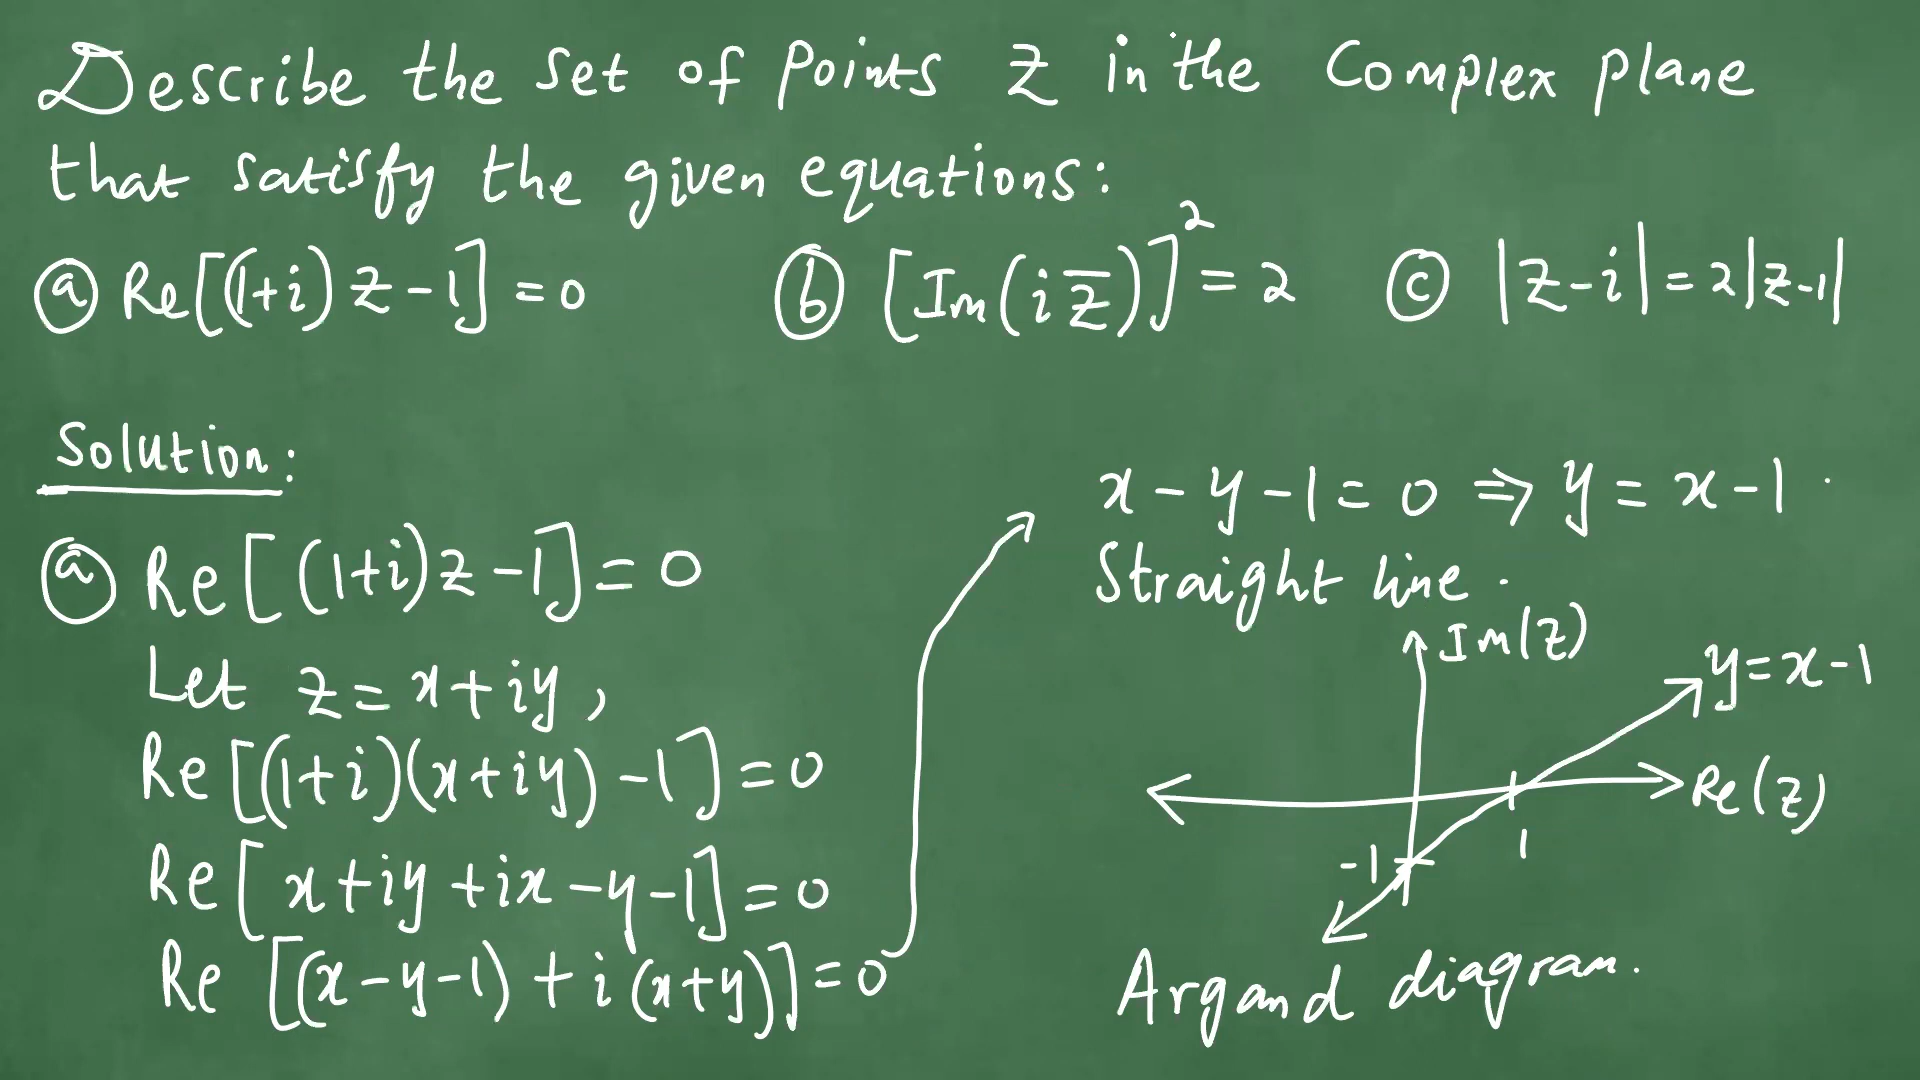 Describe the set of points z in the Complex plane
that satisfy the given equations:
ⓐ Re[(1+i)z-1]=0 ⓑ [Im(iz̅)]²=2 ⓒ |z-i|=2|z-1|
Solution:
ⓐ Re[(1+i)z-1]=0
Let z=x+iy,
Re[(1+i)(x+iy)-1]=0
Re[x+iy+ix-y-1]=0
Re [(x-y-1)+i(x+y)]=0
x-y-1=0 ⇒ y=x-1.
Straight line.
Im(z)
y=x-1
Re(z)
1
-1
Argand diagram.